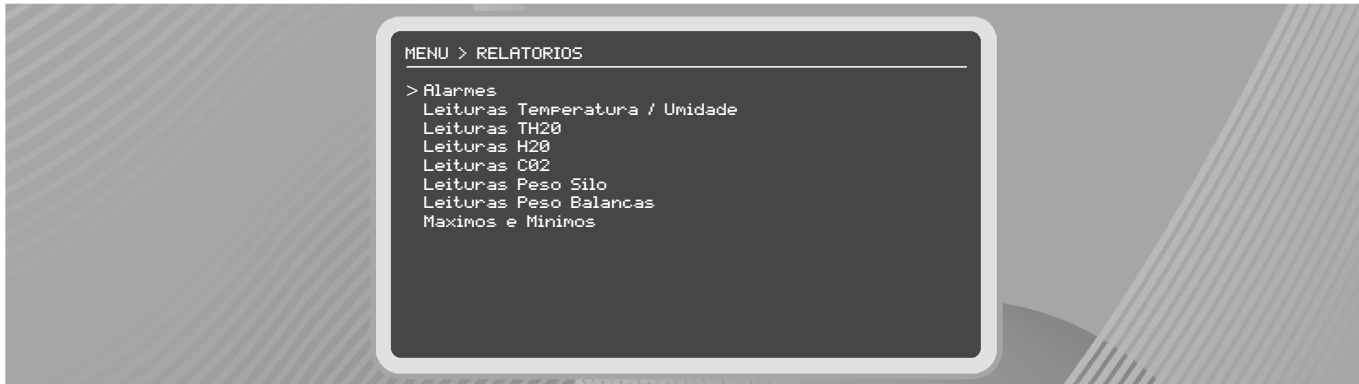 MENU > RELATORIOS
> Alarmes
Leituras Temperatura / Umidade
Leituras TH20
Leituras H20
Leituras C02
Leituras Peso Silo
Leituras Peso Balancas
Maximos e Minimos